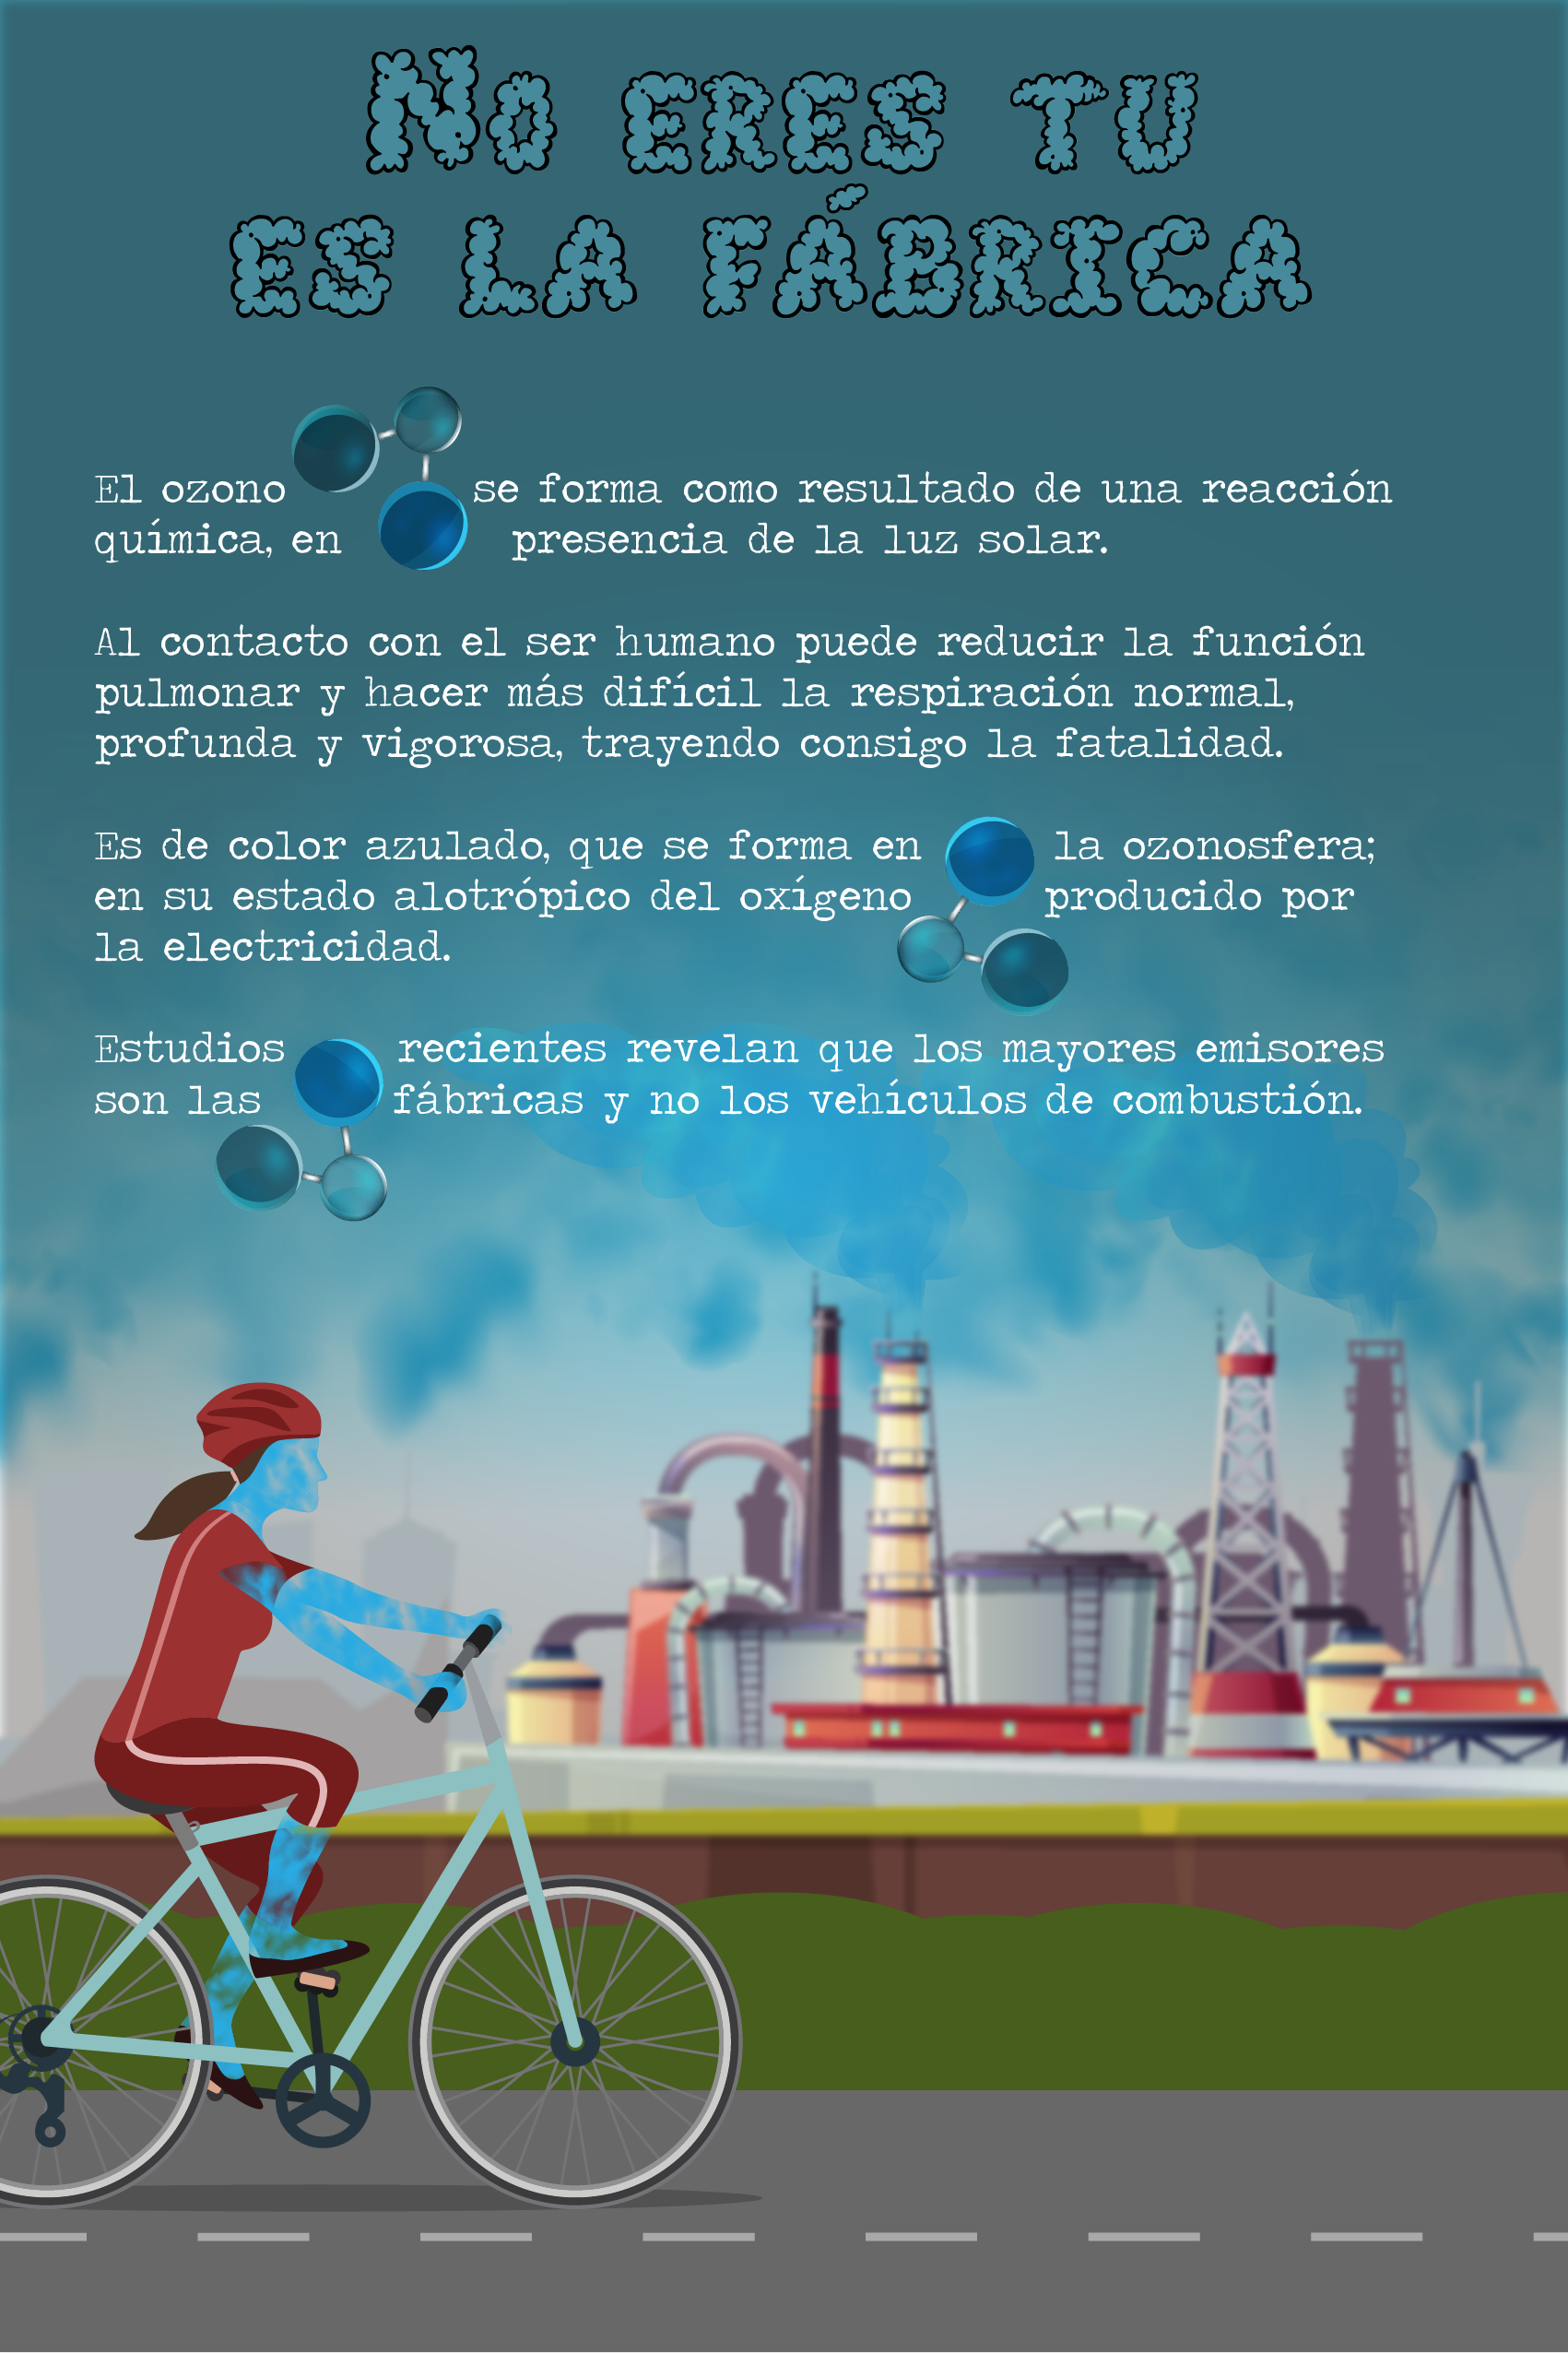 No eres tu
es la fábrica
El ozono se forma como resultado de una reacción
química, en presencia de la luz solar.
Al contacto con el ser humano puede reducir la función
pulmonar y hacer más difícil la respiración normal,
profunda y vigorosa, trayendo consigo la fatalidad.
Es de color azulado, que se forma en la ozonosfera;
en su estado alotrópico del oxígeno producido por
la electricidad.
Estudios recientes revelan que los mayores emisores
son las fábricas y no los vehículos de combustión.